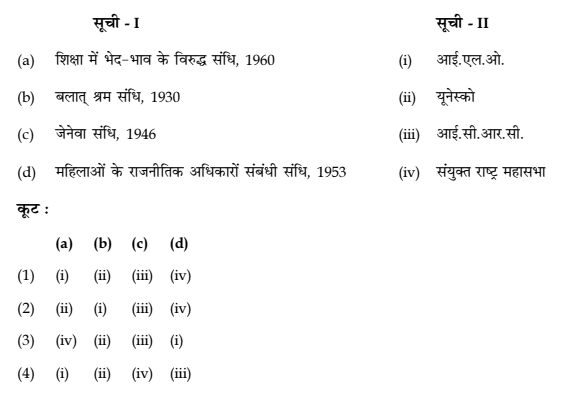 सूची - I सूची - II
(a) शिक्षा में भेद-भाव के विरुद्ध संधि, 1960 (i) आई.एल.ओ.
(b) बलात् श्रम संधि, 1930 (ii) यूनेस्को
(c) जेनेवा संधि, 1946 (iii) आई.सी.आर.सी.
(d) महिलाओं के राजनीतिक अधिकारों संबंधी संधि, 1953 (iv) संयुक्त राष्ट्र महासभा
कूट :
(a) (b) (c) (d)
(1) (i) (ii) (iii) (iv)
(2) (ii) (i) (iii) (iv)
(3) (iv) (ii) (iii) (i)
(4) (i) (ii) (iv) (iii)